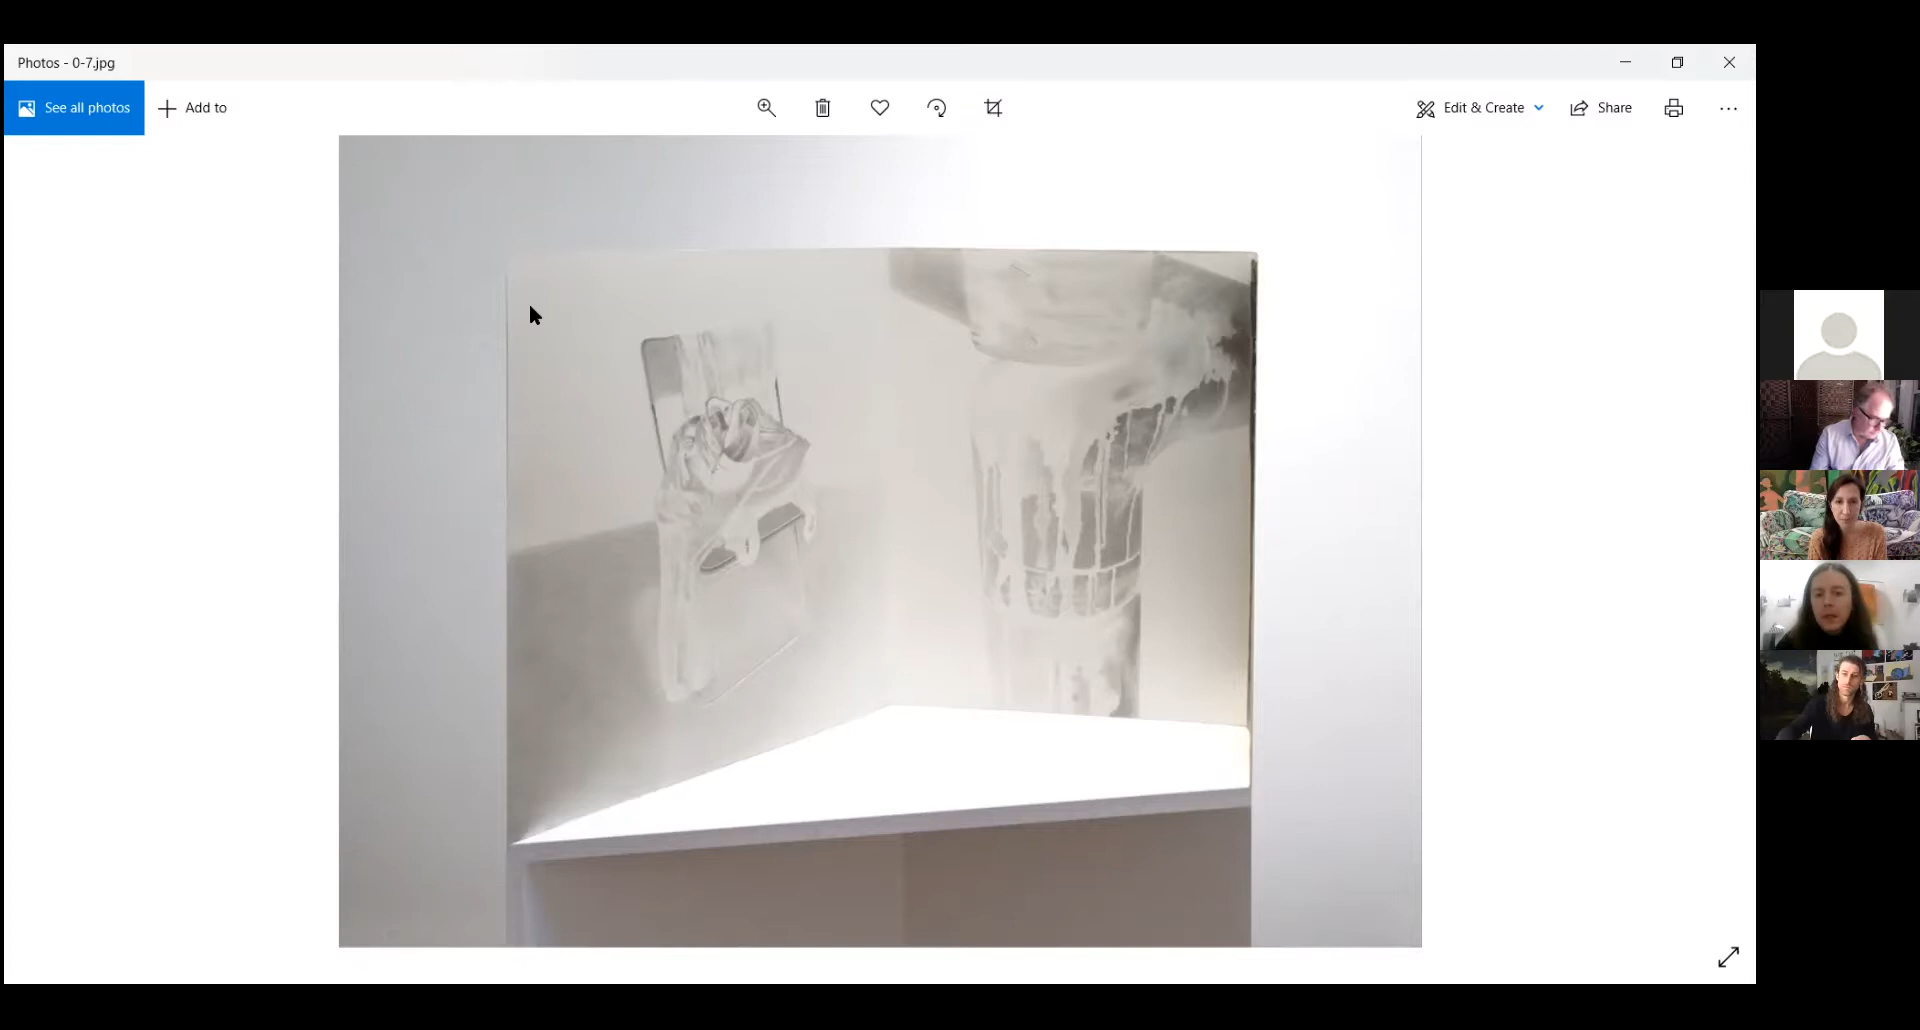 Photos - 0-7.jpg
See all photos
Add to
Edit & Create
Share